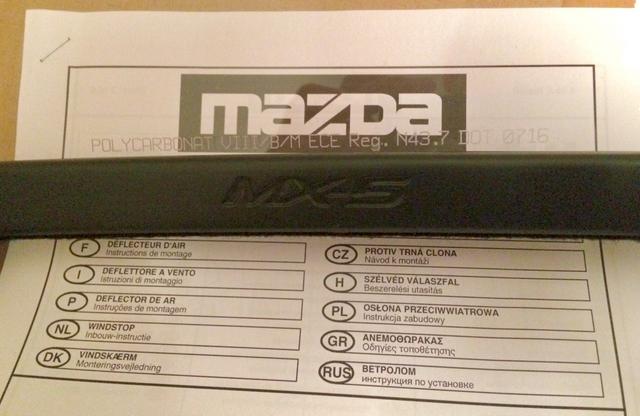 mazda
POLYCARBONAT VIII/B/M ECE Reg. N43.7 DOT 0716
MX-5
F DÉFLECTEUR D'AIR
Instructions de montage
I DEFLETTORE A VENTO
Istruzioni di montaggio
P DEFLECTOR DE AR
Instruções de montagem
NL WINDSTOP
Inbouw-instructie
DK VINDSKÆRM
Monteringsvejledning
CZ PROTIV TRNÁ CLONA
Návod k montáži
H SZÉLVÉD VÁLASZFAL
Beszerelési utasítás
PL OSŁONA PRZECIWWIATROWA
Instrukcja zabudowy
GR ΑΝΕΜΟΘΩΡΑΚΑΣ
Οδηγίες τοποθέτησης
RUS ВЕТРОЛОМ
инструкция по установке